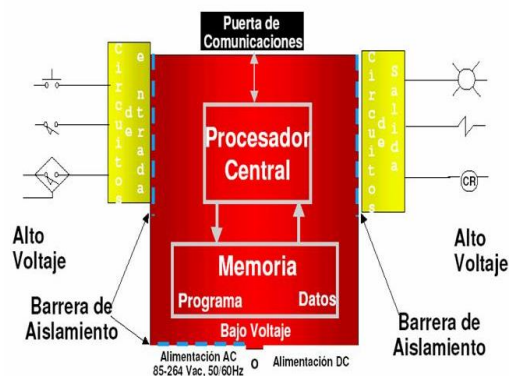 Puerta de
Comunicaciones
Circuitos
de
entrada
Procesador
Central
Circuitos
de
Salida
CR
Memoria
Programa Datos
Bajo Voltaje
Alto
Voltaje
Alto
Voltaje
Barrera de
Aislamiento
Barrera de
Aislamiento
Alimentación AC
85-264 Vac, 50/60Hz
o
Alimentación DC